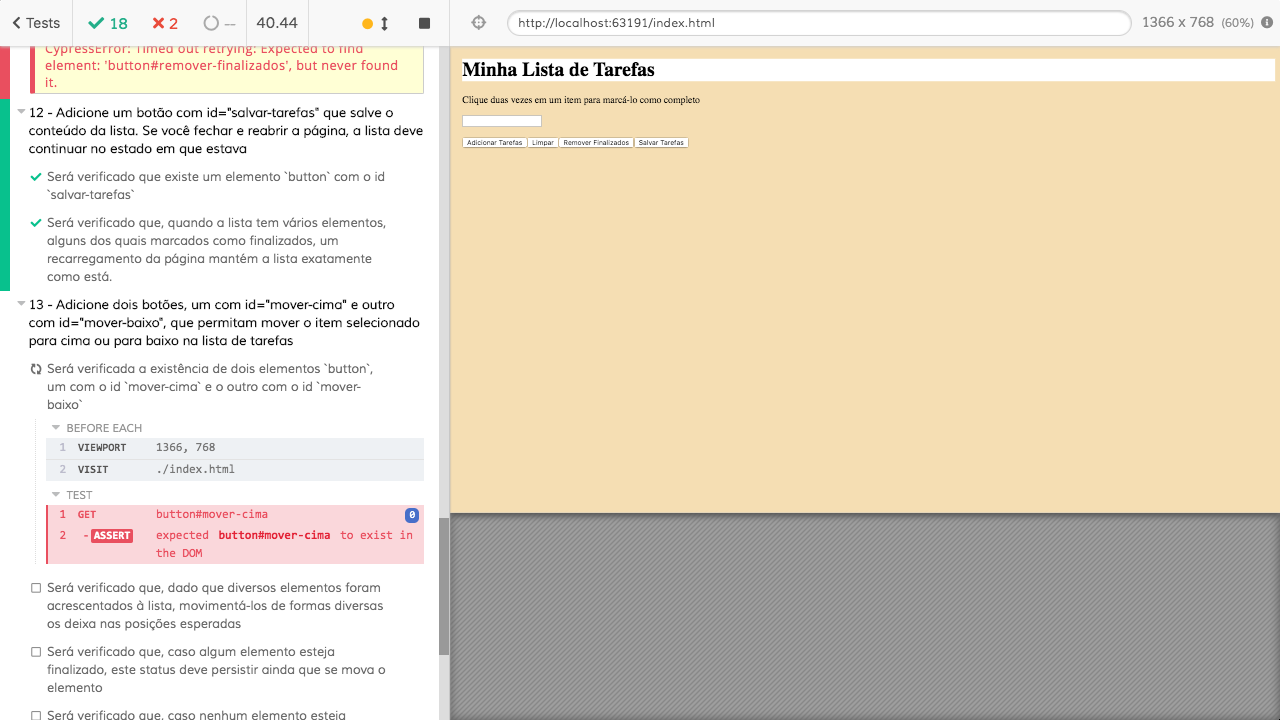 Tests
18
2
--
40.44
http://localhost:63191/index.html
1366 x 768 (60%)
CypressError: Timed out retrying: Expected to find
element: 'button#remover-finalizados', but never found
it.
12 - Adicione um botão com id="salvar-tarefas" que salve o
conteúdo da lista. Se você fechar e reabrir a página, a lista deve
continuar no estado em que estava
Será verificado que existe um elemento `button` com o id
`salvar-tarefas`
Será verificado que, quando a lista tem vários elementos,
alguns dos quais marcados como finalizados, um
recarregamento da página mantém a lista exatamente
como está.
13 - Adicione dois botões, um com id="mover-cima" e outro
com id="mover-baixo", que permitam mover o item selecionado
para cima ou para baixo na lista de tarefas
Será verificada a existência de dois elementos `button`,
um com o id `mover-cima` e o outro com o id `mover-
baixo`
BEFORE EACH
1 VIEWPORT 1366, 768
2 VISIT ./index.html
TEST
1 GET button#mover-cima 0
2 - ASSERT expected button#mover-cima to exist in
the DOM
Será verificado que, dado que diversos elementos foram
acrescentados à lista, movimentá-los de formas diversas
os deixa nas posições esperadas
Será verificado que, caso algum elemento esteja
finalizado, este status deve persistir ainda que se mova o
elemento
Será verificado que, caso nenhum elemento esteja
Minha Lista de Tarefas
Clique duas vezes em um item para marcá-lo como completo
Adicionar Tarefas Limpar Remover Finalizados Salvar Tarefas